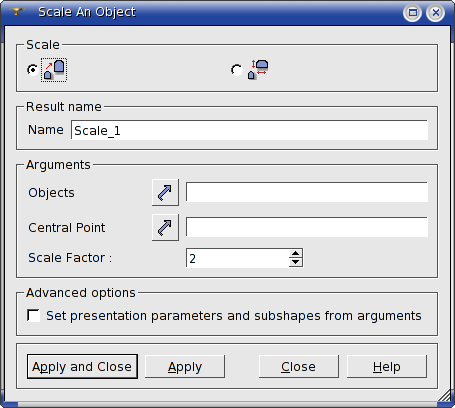 Scale An Object
Scale
Result name
Name Scale_1
Arguments
Objects
Central Point
Scale Factor : 2
Advanced options
Set presentation parameters and subshapes from arguments
Apply and Close Apply Close Help